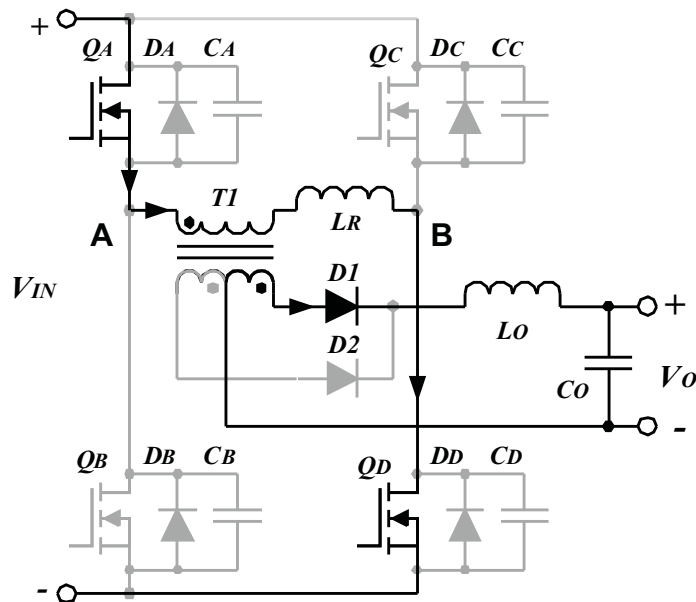 +
QA DA CA
QC DC CC
T1
A
LR
B
VIN
D1
D2
LO
+
CO
VO
-
QB DB CB
QD DD CD
-